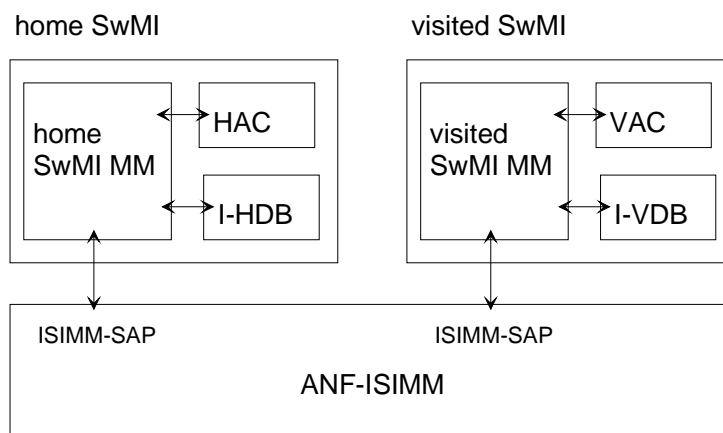 home SwMI
visited SwMI
home
SwMI MM
HAC
I-HDB
visited
SwMI MM
VAC
I-VDB
ISIMM-SAP
ISIMM-SAP
ANF-ISIMM